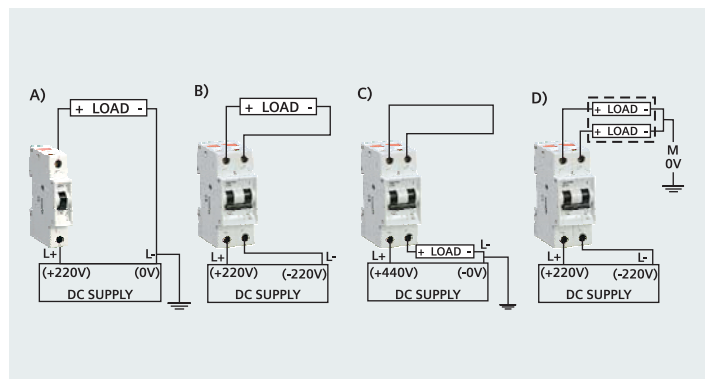 A)
+ LOAD -
L+
L-
(+220V)
(0V)
DC SUPPLY
B)
+ LOAD -
L+
L-
(+220V)
(-220V)
DC SUPPLY
C)
L+
+ LOAD -
L-
(+440V)
(-0V)
DC SUPPLY
D)
+ LOAD -
+ LOAD -
M
0V
L+
L-
(+220V)
(-220V)
DC SUPPLY